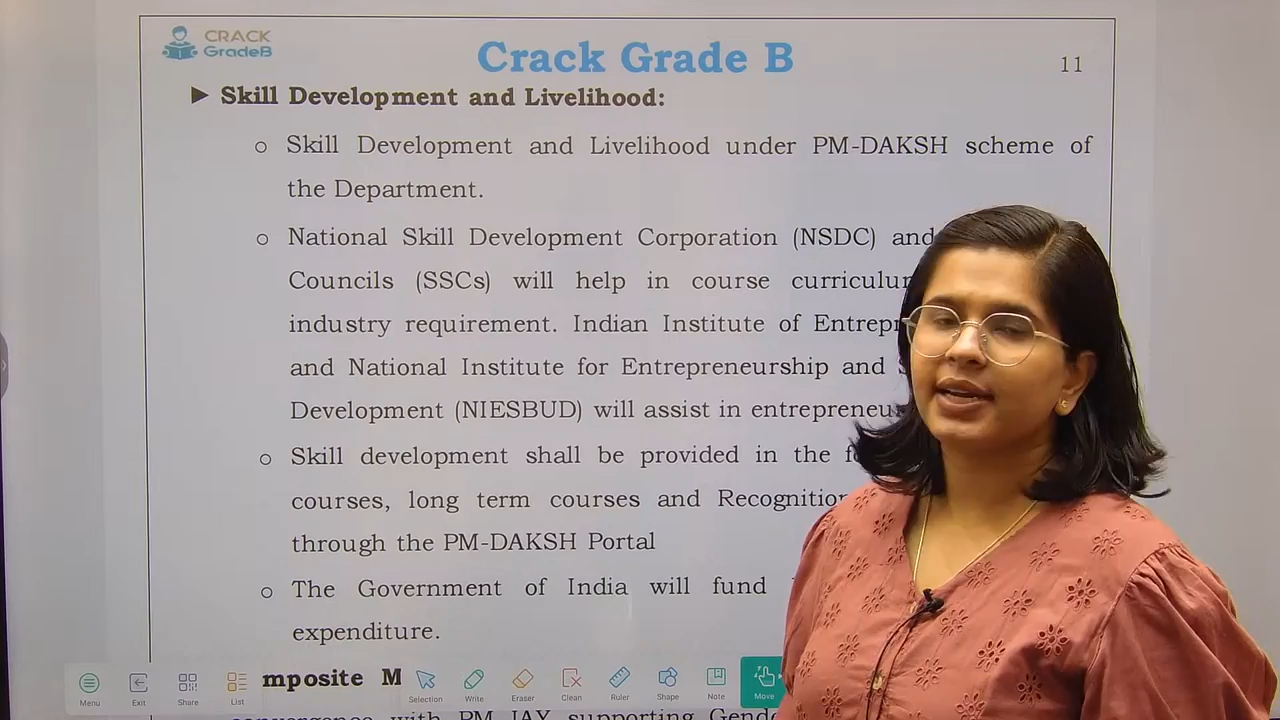 CRACK
GradeB
Crack Grade B
11
► Skill Development and Livelihood:
o Skill Development and Livelihood under PM-DAKSH scheme of
the Department.
o National Skill Development Corporation (NSDC) and
Councils (SSCs) will help in course curriculum
industry requirement. Indian Institute of
and National Institute for Entrepreneurship and
Development (NIESBUD) will assist in
o Skill development shall be provided in the
courses, long term courses and Recognition
through the PM-DAKSH Portal
o The Government of India will fund
expenditure.
mposite M
with PM JAY supporting
Menu
Exit
Share
List
Selection
Write
Eraser
Clean
Ruler
Shape
Note
Move